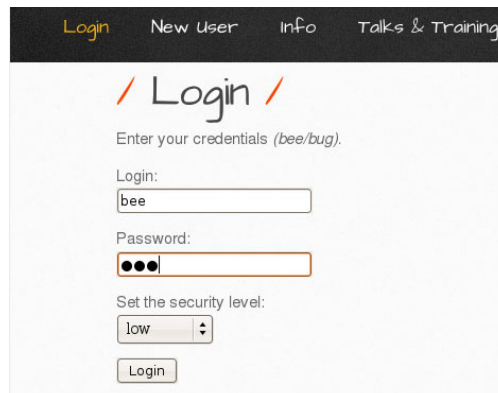 Login New User Info Talks & Training
/ Login /
Enter your credentials (bee/bug).
Login:
bee
Password:
●●●
Set the security level:
low
Login